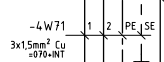 -4W71 1 2 PE SE
3x1,5mm² Cu
=070+INT